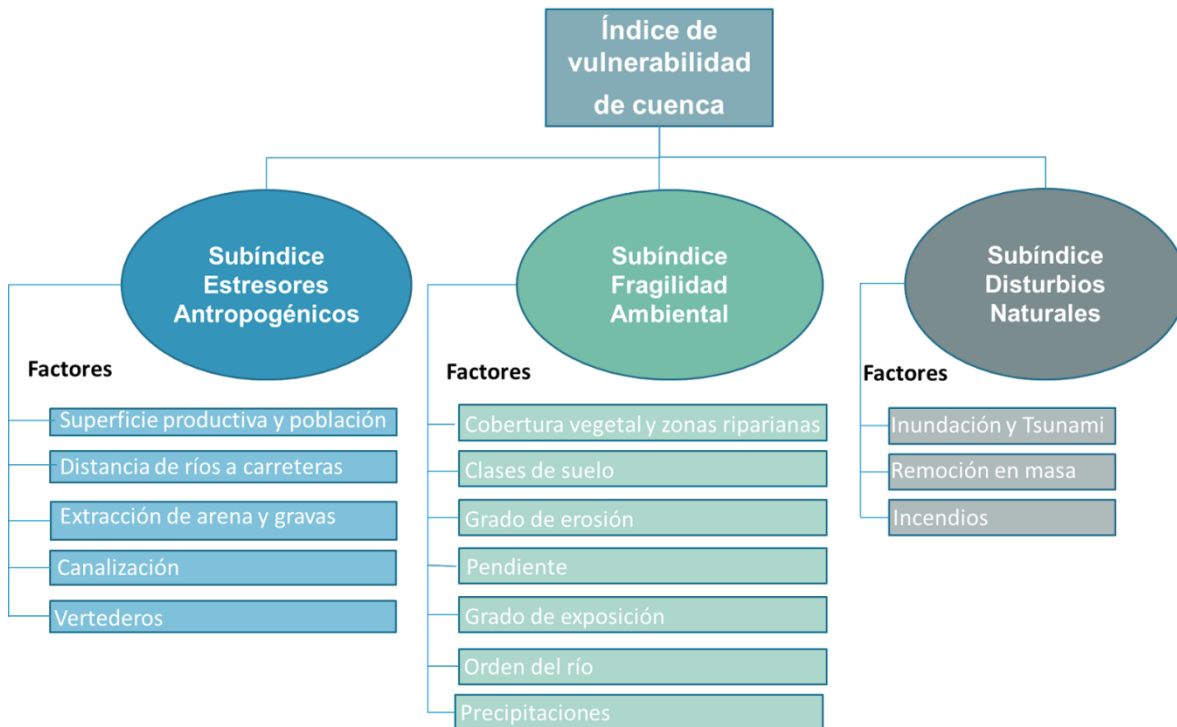 Índice de
vulnerabilidad
de cuenca
Subíndice
Estresores
Antropogénicos
Factores
Superficie productiva y población
Distancia de ríos a carreteras
Extracción de arena y gravas
Canalización
Vertederos
Subíndice
Fragilidad
Ambiental
Factores
Cobertura vegetal y zonas riparianas
Clases de suelo
Grado de erosión
Pendiente
Grado de exposición
Orden del río
Precipitaciones
Subíndice
Disturbios
Naturales
Factores
Inundación y Tsunami
Remoción en masa
Incendios